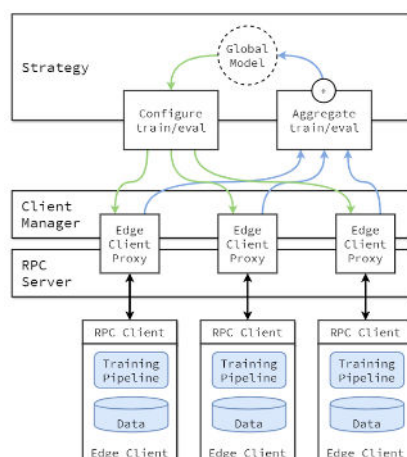 Strategy
Global
Model
Configure
train/eval
Aggregate
train/eval
Client
Manager
Edge
Client
Proxy
Edge
Client
Proxy
Edge
Client
Proxy
RPC
Server
RPC Client
Training
Pipeline
Data
Edge Client
RPC Client
Training
Pipeline
Data
Edge Client
RPC Client
Training
Pipeline
Data
Edge Client